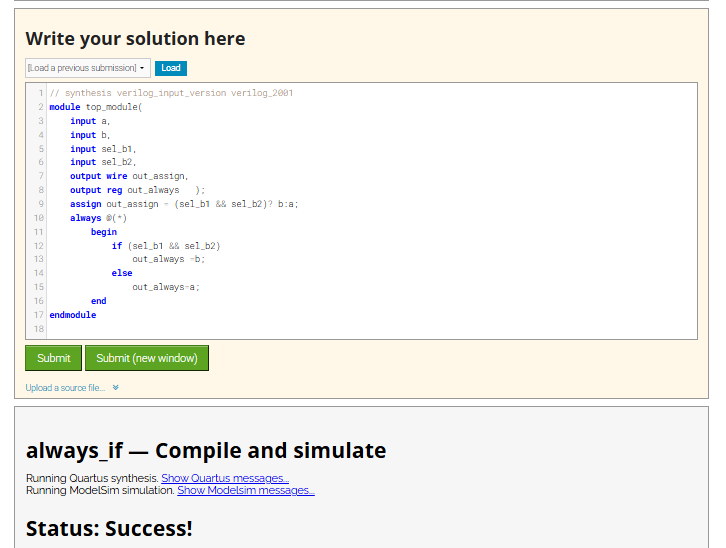 Write your solution here
[Load a previous submission] Load
1 // synthesis verilog_input_version verilog_2001
2 module top_module(
3 input a,
4 input b,
5 input sel_b1,
6 input sel_b2,
7 output wire out_assign,
8 output reg out_always );
9 assign out_assign = (sel_b1 && sel_b2)? b:a;
10 always @(*)
11 begin
12 if (sel_b1 && sel_b2)
13 out_always =b;
14 else
15 out_always=a;
16 end
17 endmodule
18
Submit Submit (new window)
Upload a source file...
always_if — Compile and simulate
Running Quartus synthesis. Show Quartus messages...
Running ModelSim simulation. Show Modelsim messages...
Status: Success!